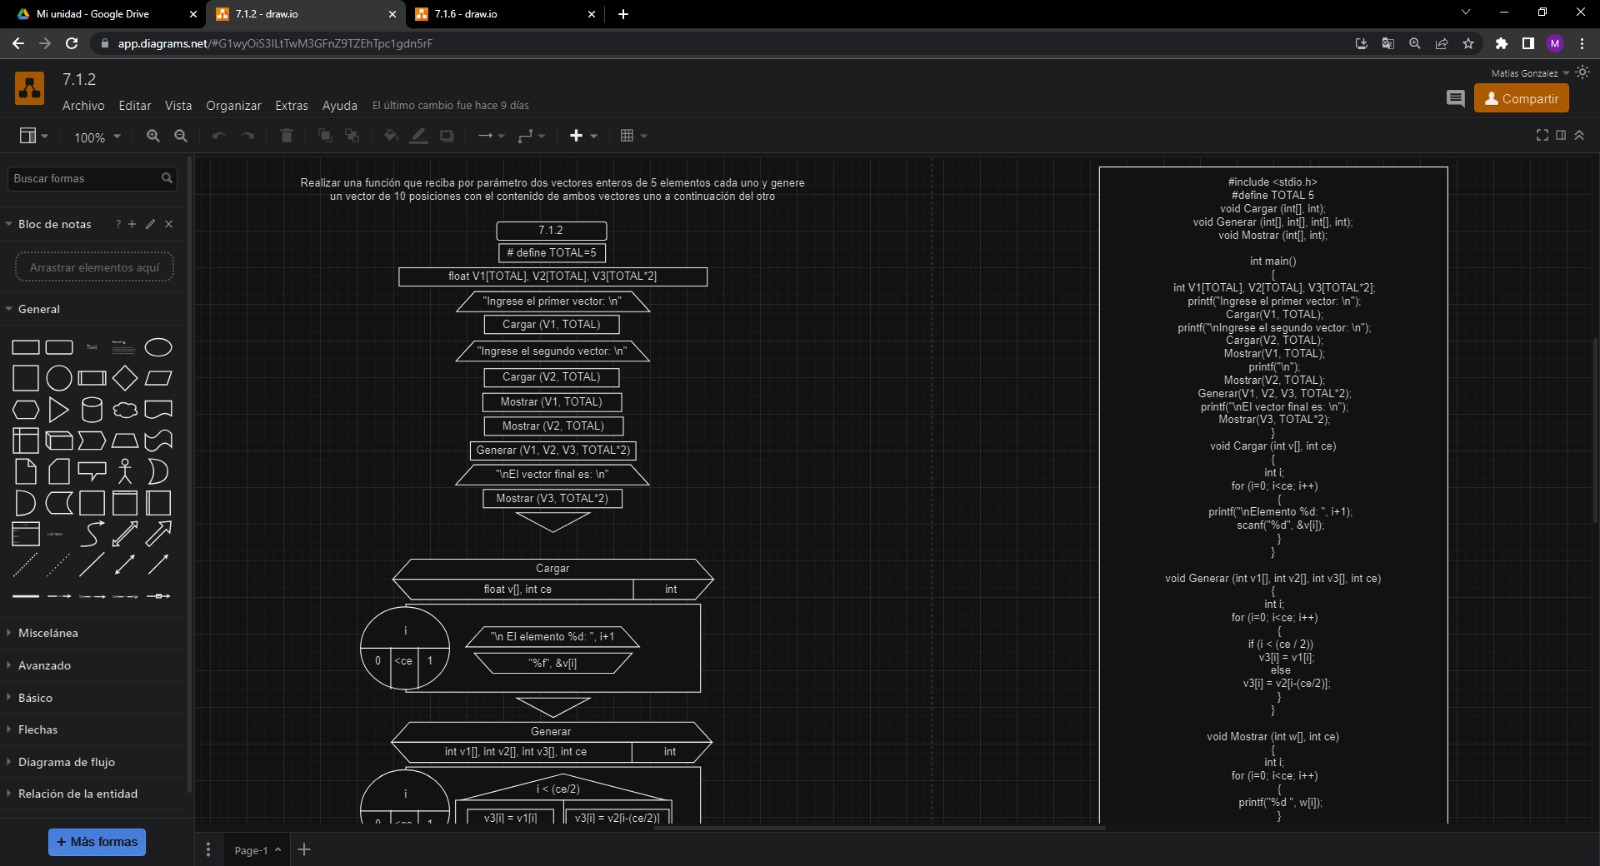 Mi unidad - Google Drive
7.1.2 - draw.io
7.1.6 - draw.io
app.diagrams.net/#G1wyOiS3ILtTwM3GFnZ9TZEhTpc1gdn5rF
M
7.1.2
Archivo Editar Vista Organizar Extras Ayuda El último cambio fue hace 9 días
Matias Gonzalez
Compartir
100%
Buscar formas
Bloc de notas
Arrastrar elementos aquí
General
Text
Heading
List Item
Miscelánea
Avanzado
Básico
Flechas
Diagrama de flujo
Relación de la entidad
+ Más formas
Page-1
Realizar una función que reciba por parámetro dos vectores enteros de 5 elementos cada uno y genere
un vector de 10 posiciones con el contenido de ambos vectores uno a continuación del otro
7.1.2
# define TOTAL=5
float V1[TOTAL], V2[TOTAL], V3[TOTAL*2]
"Ingrese el primer vector: \n"
Cargar (V1, TOTAL)
"Ingrese el segundo vector: \n"
Cargar (V2, TOTAL)
Mostrar (V1, TOTAL)
Mostrar (V2, TOTAL)
Generar (V1, V2, V3, TOTAL*2)
"\nEl vector final es: \n"
Mostrar (V3, TOTAL*2)
Cargar
float v[], int ce
int
i
0 <ce 1
"\n El elemento %d: ", i+1
"%f", &v[i]
Generar
int v1[], int v2[], int v3[], int ce
int
i
0 <ce 1
i < (ce/2)
v3[i] = v1[i]
v3[i] = v2[i-(ce/2)]
#include <stdio.h>
#define TOTAL 5
void Cargar (int[], int);
void Generar (int[], int[], int[], int);
void Mostrar (int[], int);
int main()
{
int V1[TOTAL], V2[TOTAL], V3[TOTAL*2];
printf("Ingrese el primer vector: \n");
Cargar(V1, TOTAL);
printf("\nIngrese el segundo vector: \n");
Cargar(V2, TOTAL);
Mostrar(V1, TOTAL);
printf("\n");
Mostrar(V2, TOTAL);
Generar(V1, V2, V3, TOTAL*2);
printf("\nEl vector final es: \n");
Mostrar(V3, TOTAL*2);
}
void Cargar (int v[], int ce)
{
int i;
for (i=0; i<ce; i++)
{
printf("\nElemento %d: ", i+1);
scanf("%d", &v[i]);
}
}
void Generar (int v1[], int v2[], int v3[], int ce)
{
int i;
for (i=0; i<ce; i++)
{
if (i < (ce / 2))
v3[i] = v1[i];
else
v3[i] = v2[i-(ce/2)];
}
}
void Mostrar (int w[], int ce)
{
int i;
for (i=0; i<ce; i++)
{
printf("%d ", w[i]);
}